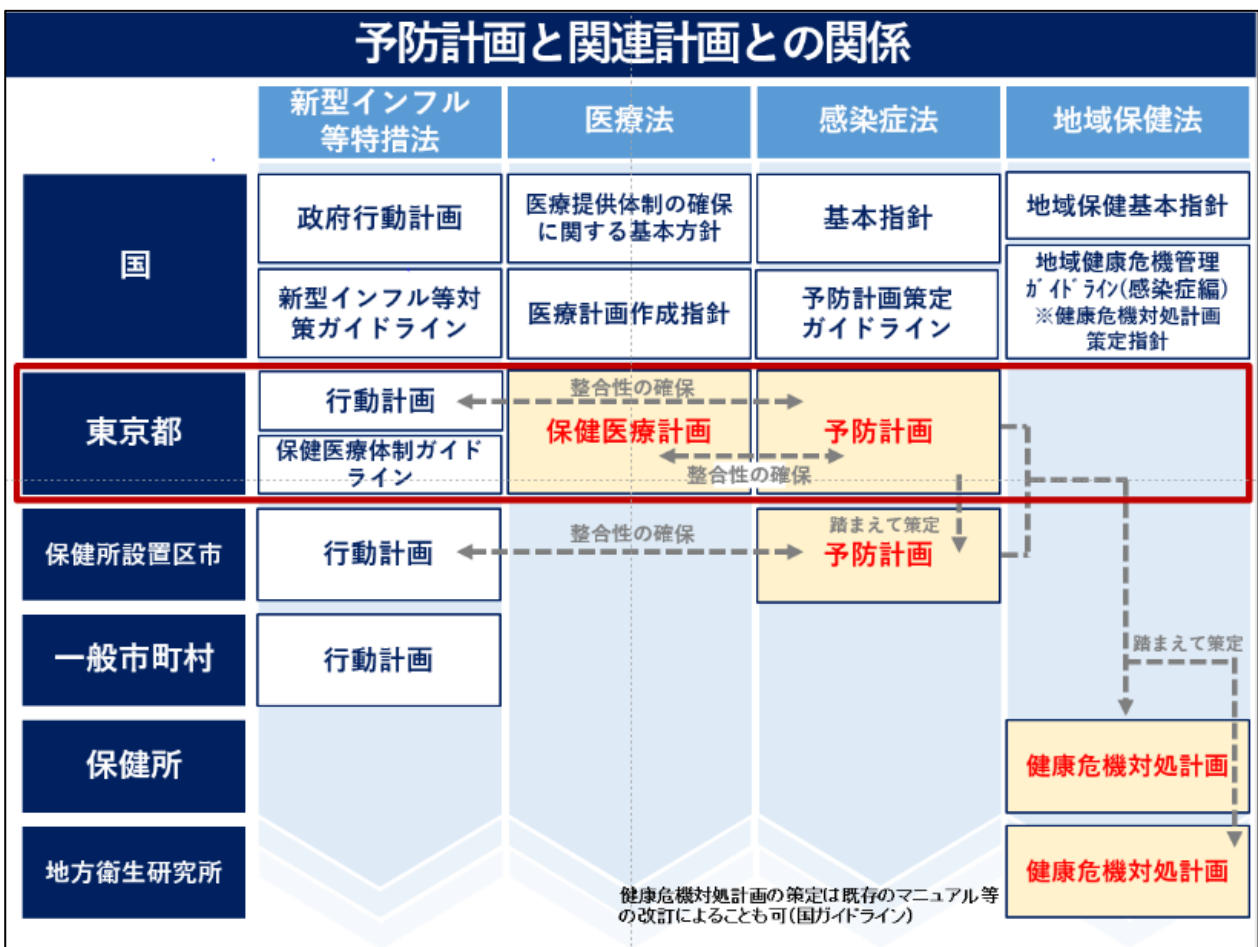 予防計画と関連計画との関係
新型インフル
等特措法
医療法
感染症法
地域保健法
国
政府行動計画
医療提供体制の確保
に関する基本方針
基本指針
地域保健基本指針
新型インフル等対
策ガイドライン
医療計画作成指針
予防計画策定
ガイドライン
地域健康危機管理
ガイドライン(感染症編)
※健康危機対処計画
策定指針
東京都
行動計画
保健医療体制ガイド
ライン
整合性の確保
保健医療計画
予防計画
整合性の確保
保健所設置区市
行動計画
整合性の確保
踏まえて策定
予防計画
一般市町村
行動計画
踏まえて策定
保健所
健康危機対処計画
地方衛生研究所
健康危機対処計画
健康危機対処計画の策定は既存のマニュアル等
の改訂によることも可(国ガイドライン)